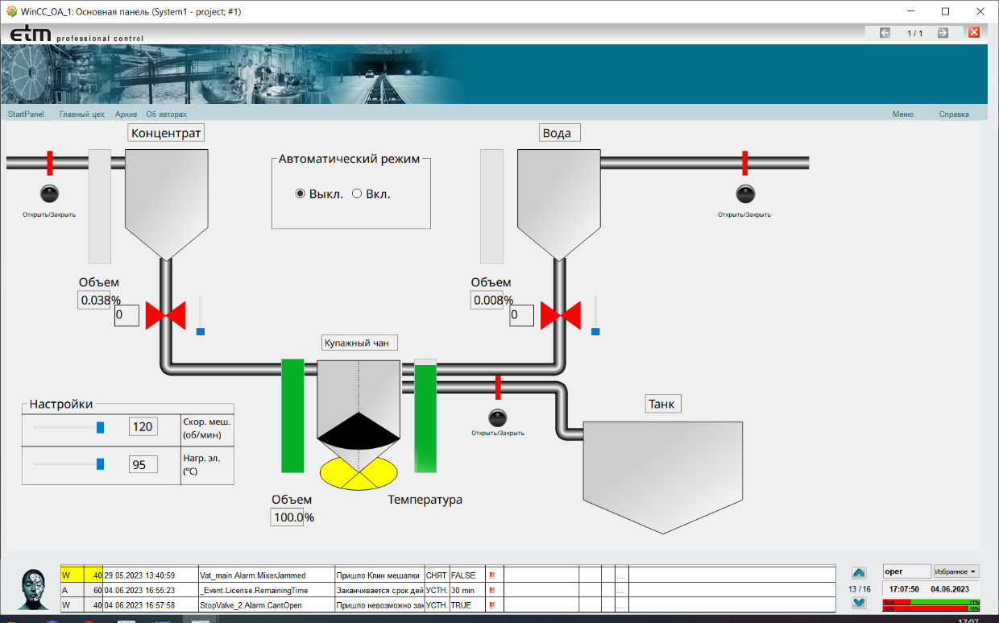 WinCC_OA_1: Основная панель (System1 - project; #1)
etm professional control
1 / 1
StartPanel Главный цех Архив Об авторах Меню Справка
Концентрат
Вода
Автоматический режим
Выкл. Вкл.
Открыть/Закрыть
Открыть/Закрыть
Объем
0.038%
0
Объем
0.008%
0
Купажный чан
Настройки
120
Скор. меш.
(об/мин)
95
Нагр. эл.
(°C)
Открыть/Закрыть
Танк
Объем
100.0%
Температура
W 40 29.05.2023 13:40:59 Vat_main.Alarm.MixerJammed Пришло Клин мешалки СНЯТ FALSE !!! ...
A 60 04.06.2023 16:55:23 _Event.License.RemainingTime Заканчивается срок дей УСТН. 30 min !!! ...
W 40 04.06.2023 16:57:58 StopValve_2.Alarm.CantOpen Пришло невозможно зак УСТН. TRUE !!! ...
13 / 16
oper Избранное
17:07:50 04.06.2023
17:07